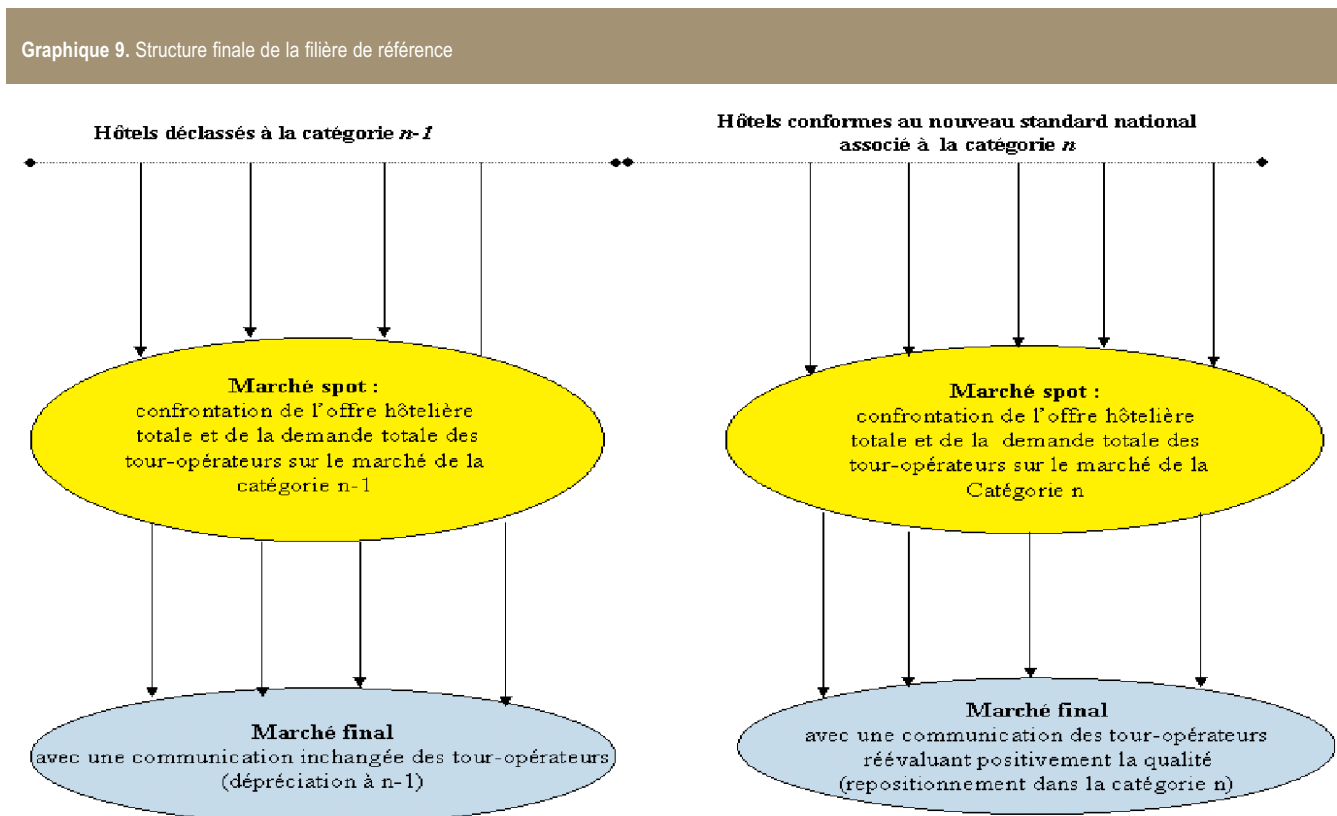 Graphique 9. Structure finale de la filière de référence
Hôtels déclassés à la catégorie n-1
Hôtels conformes au nouveau standard national
associé à la catégorie n
Marché spot :
confrontation de l'offre hôtelière
totale et de la demande totale des
tour-opérateurs sur le marché de la
catégorie n-1
Marché spot :
confrontation de l'offre hôtelière
totale et de la demande totale des
tour-opérateurs sur le marché de la
Catégorie n
Marché final
avec une communication inchangée des tour-opérateurs
(dépréciation à n-1)
Marché final
avec une communication des tour-opérateurs
réévaluant positivement la qualité
(repositionnement dans la catégorie n)